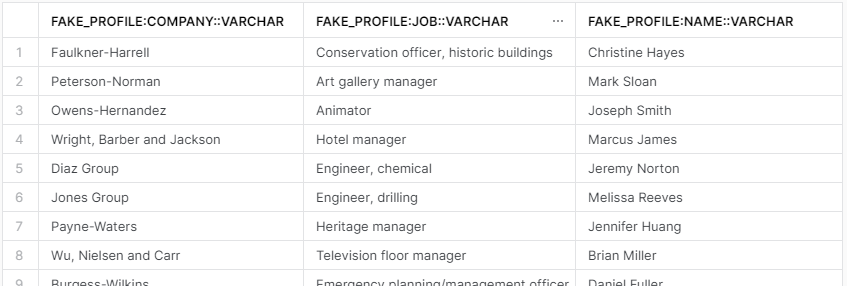 FAKE_PROFILE:COMPANY::VARCHAR FAKE_PROFILE:JOB::VARCHAR ... FAKE_PROFILE:NAME::VARCHAR
1 Faulkner-Harrell Conservation officer, historic buildings Christine Hayes
2 Peterson-Norman Art gallery manager Mark Sloan
3 Owens-Hernandez Animator Joseph Smith
4 Wright, Barber and Jackson Hotel manager Marcus James
5 Diaz Group Engineer, chemical Jeremy Norton
6 Jones Group Engineer, drilling Melissa Reeves
7 Payne-Waters Heritage manager Jennifer Huang
8 Wu, Nielsen and Carr Television floor manager Brian Miller
9 Burgess-Wilkins Emergency planning/management officer Daniel Fuller